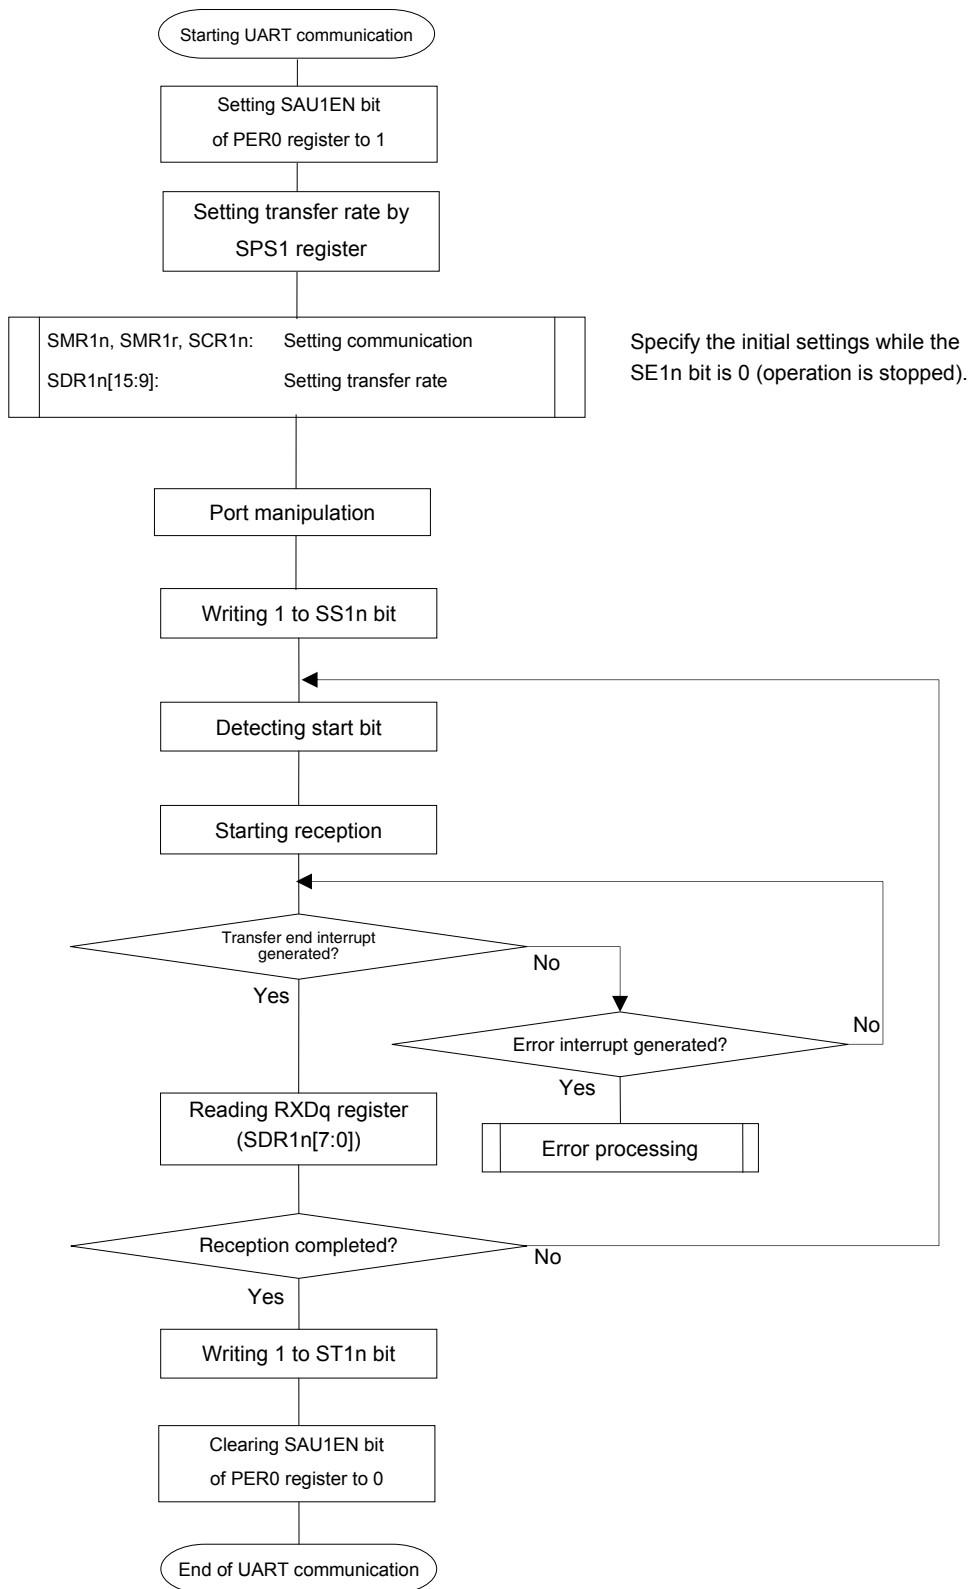 Starting UART communication
Setting SAU1EN bit
of PER0 register to 1
Setting transfer rate by
SPS1 register
SMR1n, SMR1r, SCR1n: Setting communication
SDR1n[15:9]: Setting transfer rate
Specify the initial settings while the
SE1n bit is 0 (operation is stopped).
Port manipulation
Writing 1 to SS1n bit
Detecting start bit
Starting reception
Transfer end interrupt
generated?
No
Yes
Error interrupt generated?
No
Yes
Reading RXDq register
(SDR1n[7:0])
Error processing
Reception completed?
No
Yes
Writing 1 to ST1n bit
Clearing SAU1EN bit
of PER0 register to 0
End of UART communication